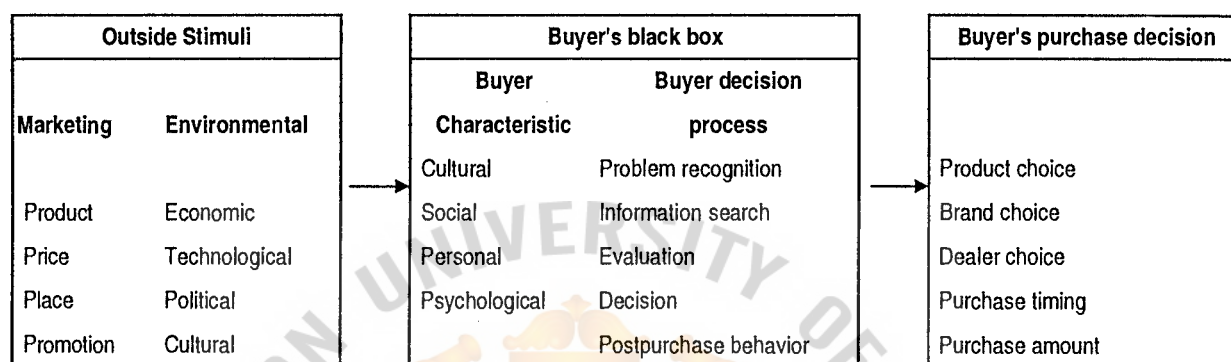 Outside Stimuli
Marketing Environmental
Product Economic
Price Technological
Place Political
Promotion Cultural
Buyer's black box
Buyer Buyer decision
Characteristic process
Cultural Problem recognition
Social Information search
Personal Evaluation
Psychological Decision
Postpurchase behavior
Buyer's purchase decision
Product choice
Brand choice
Dealer choice
Purchase timing
Purchase amount
UNIVERSITY OF